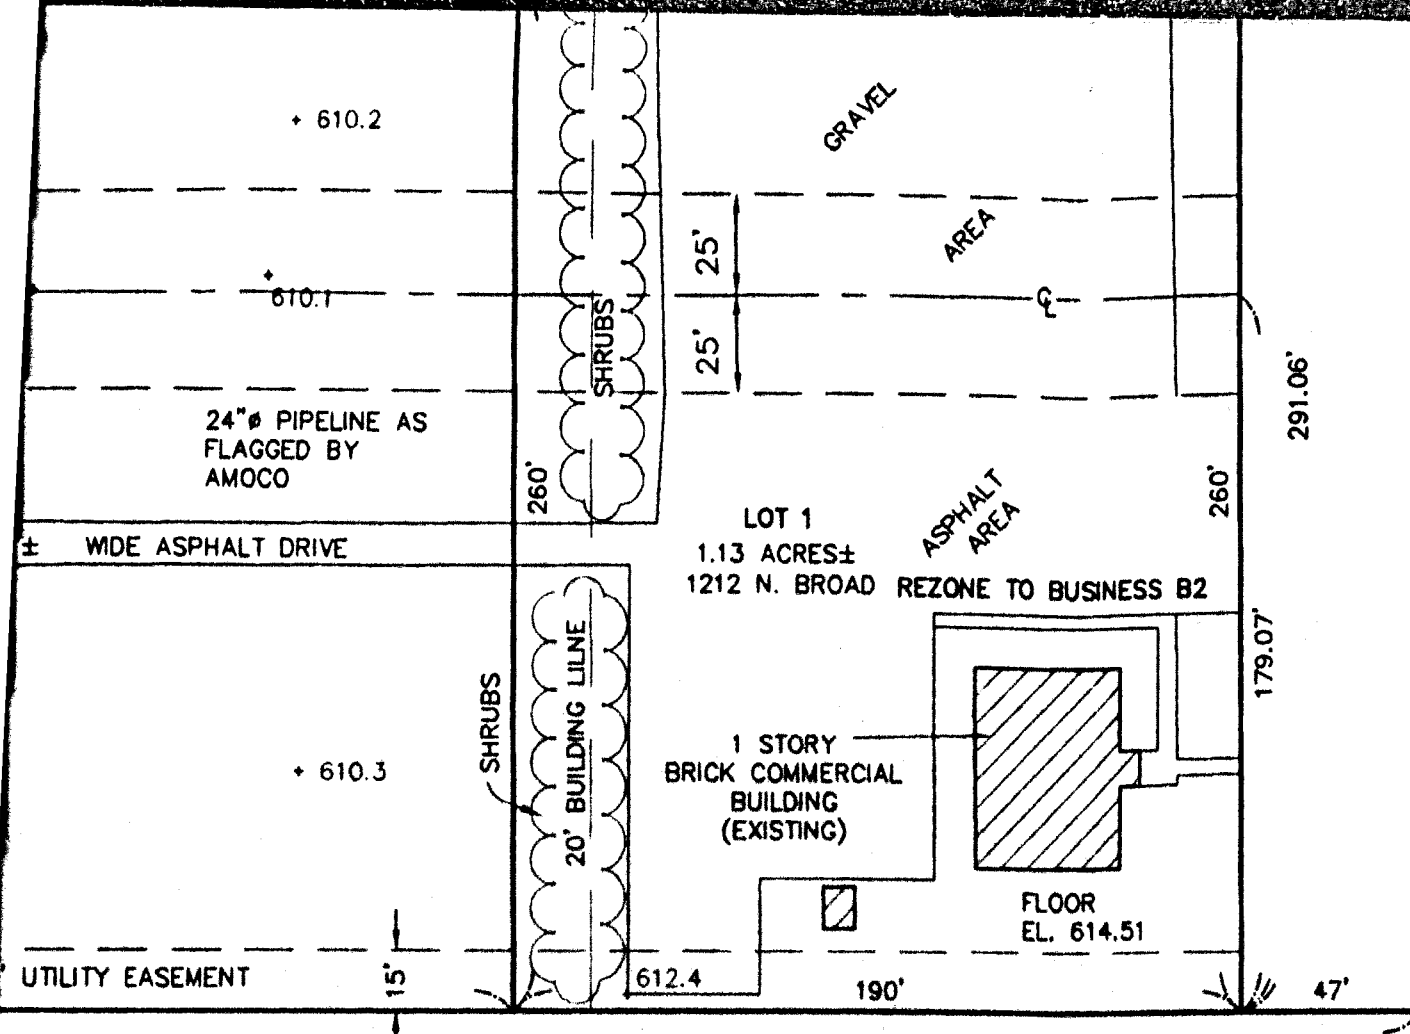 610.2
GRAVEL
AREA
25'
610.1
℄
25'
SHRUBS
291.06'
24"ø PIPELINE AS
FLAGGED BY
AMOCO
260'
260'
ASPHALT
AREA
LOT 1
1.13 ACRES±
1212 N. BROAD
REZONE TO BUSINESS B2
± WIDE ASPHALT DRIVE
179.07'
SHRUBS
20' BUILDING LILNE
610.3
1 STORY
BRICK COMMERCIAL
BUILDING
(EXISTING)
FLOOR
EL. 614.51
' UTILITY EASEMENT
15'
612.4
190'
47'